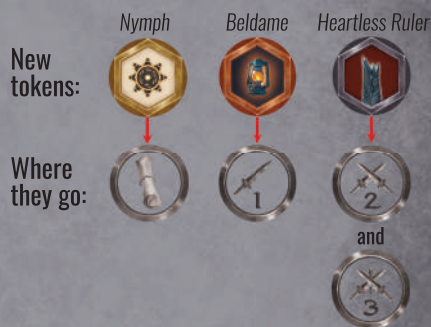 Nymph Beldame Heartless Ruler
New
tokens:
Where
they go:
1 2
and
3